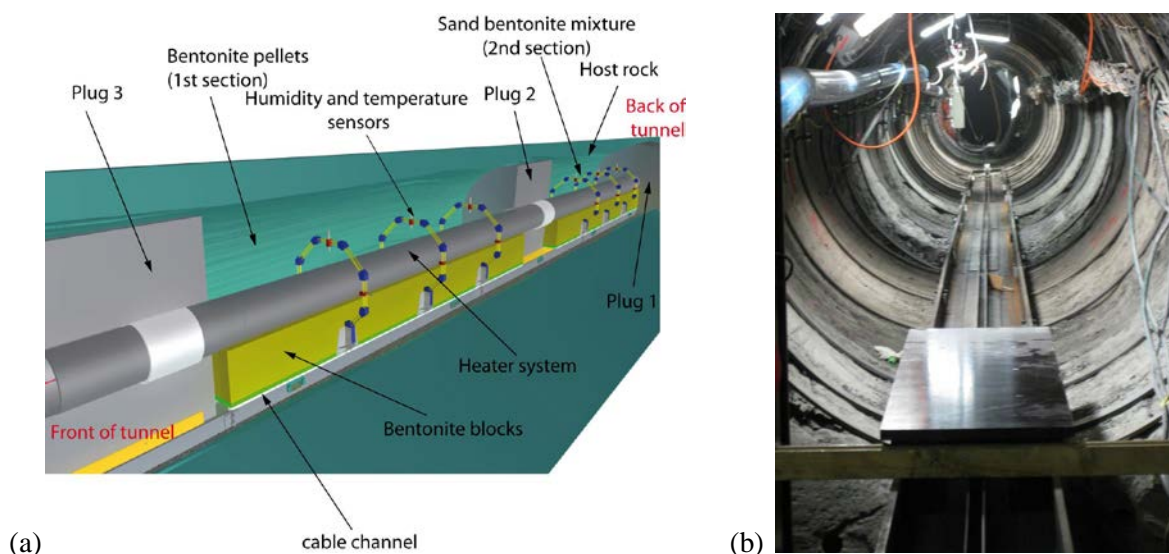 Sand bentonite mixture
(2nd section)
Bentonite pellets
(1st section)
Host rock
Plug 3
Humidity and temperature
sensors
Plug 2
Back of
tunnel
Plug 1
Heater system
Front of tunnel
Bentonite blocks
cable channel
(a)
(b)